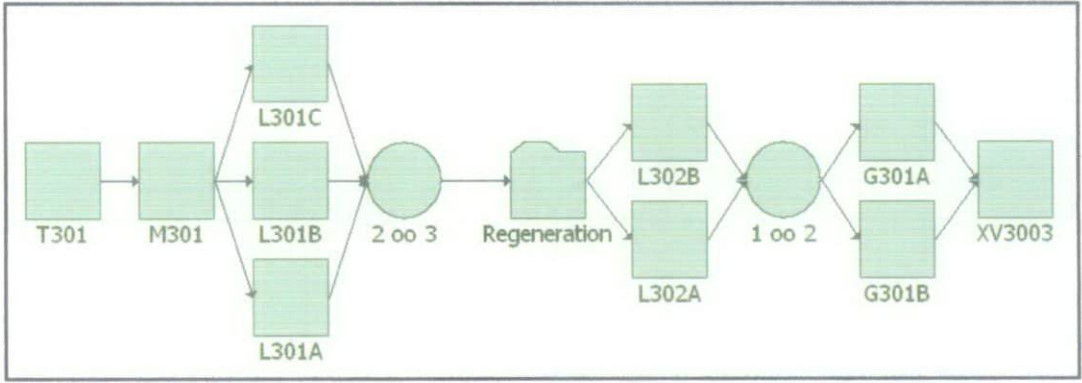 L301C
L302B
G301A
T301
M301
L301B
2 oo 3
Regeneration
1 oo 2
XV3003
L302A
G301B
L301A